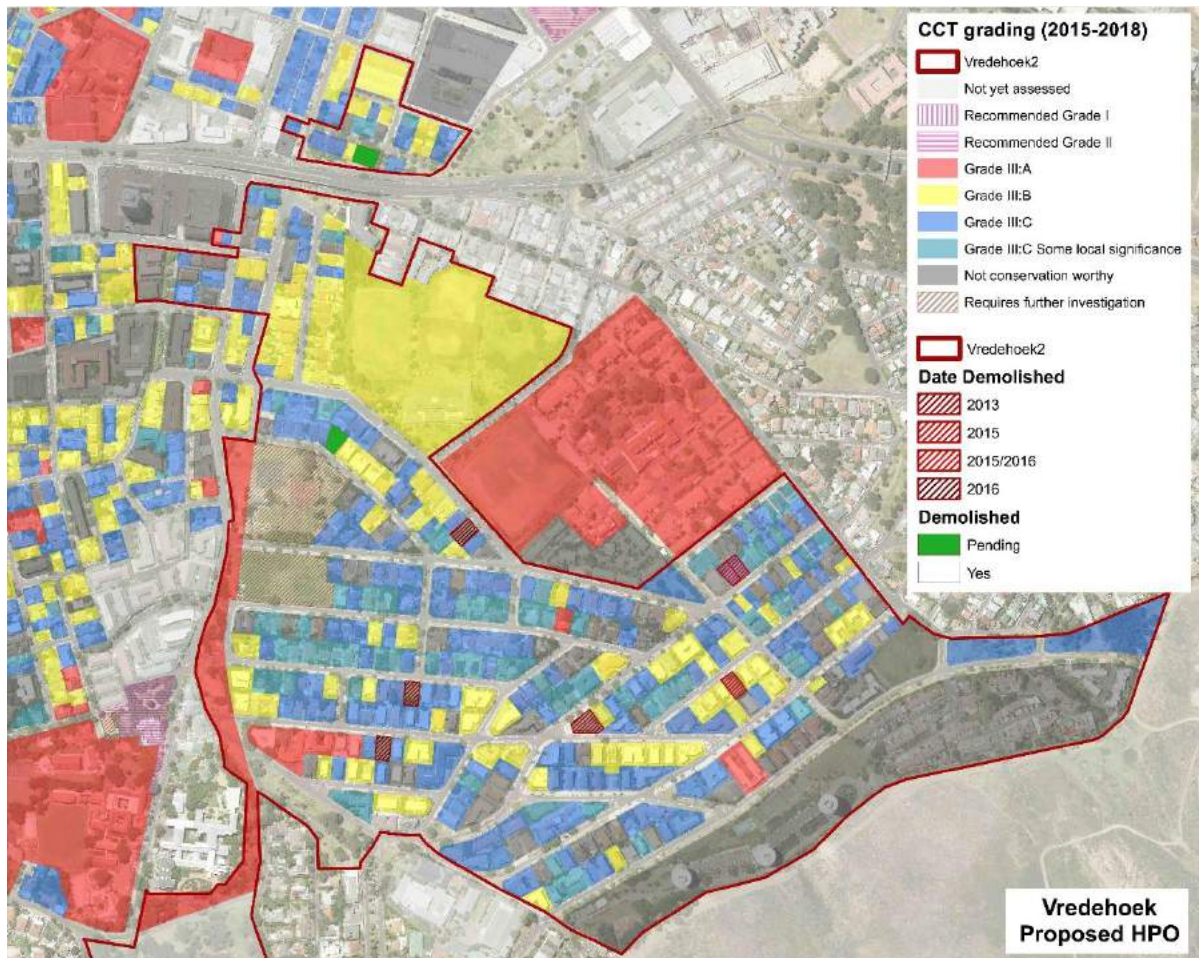 CCT grading (2015-2018)
Vredehoek2
Not yet assessed
Recommended Grade I
Recommended Grade II
Grade III:A
Grade III:B
Grade III:C
Grade III:C Some local significance
Not conservation worthy
Requires further investigation
Vredehoek2
Date Demolished
2013
2015
2015/2016
2016
Demolished
Pending
Yes
Vredehoek
Proposed HPO